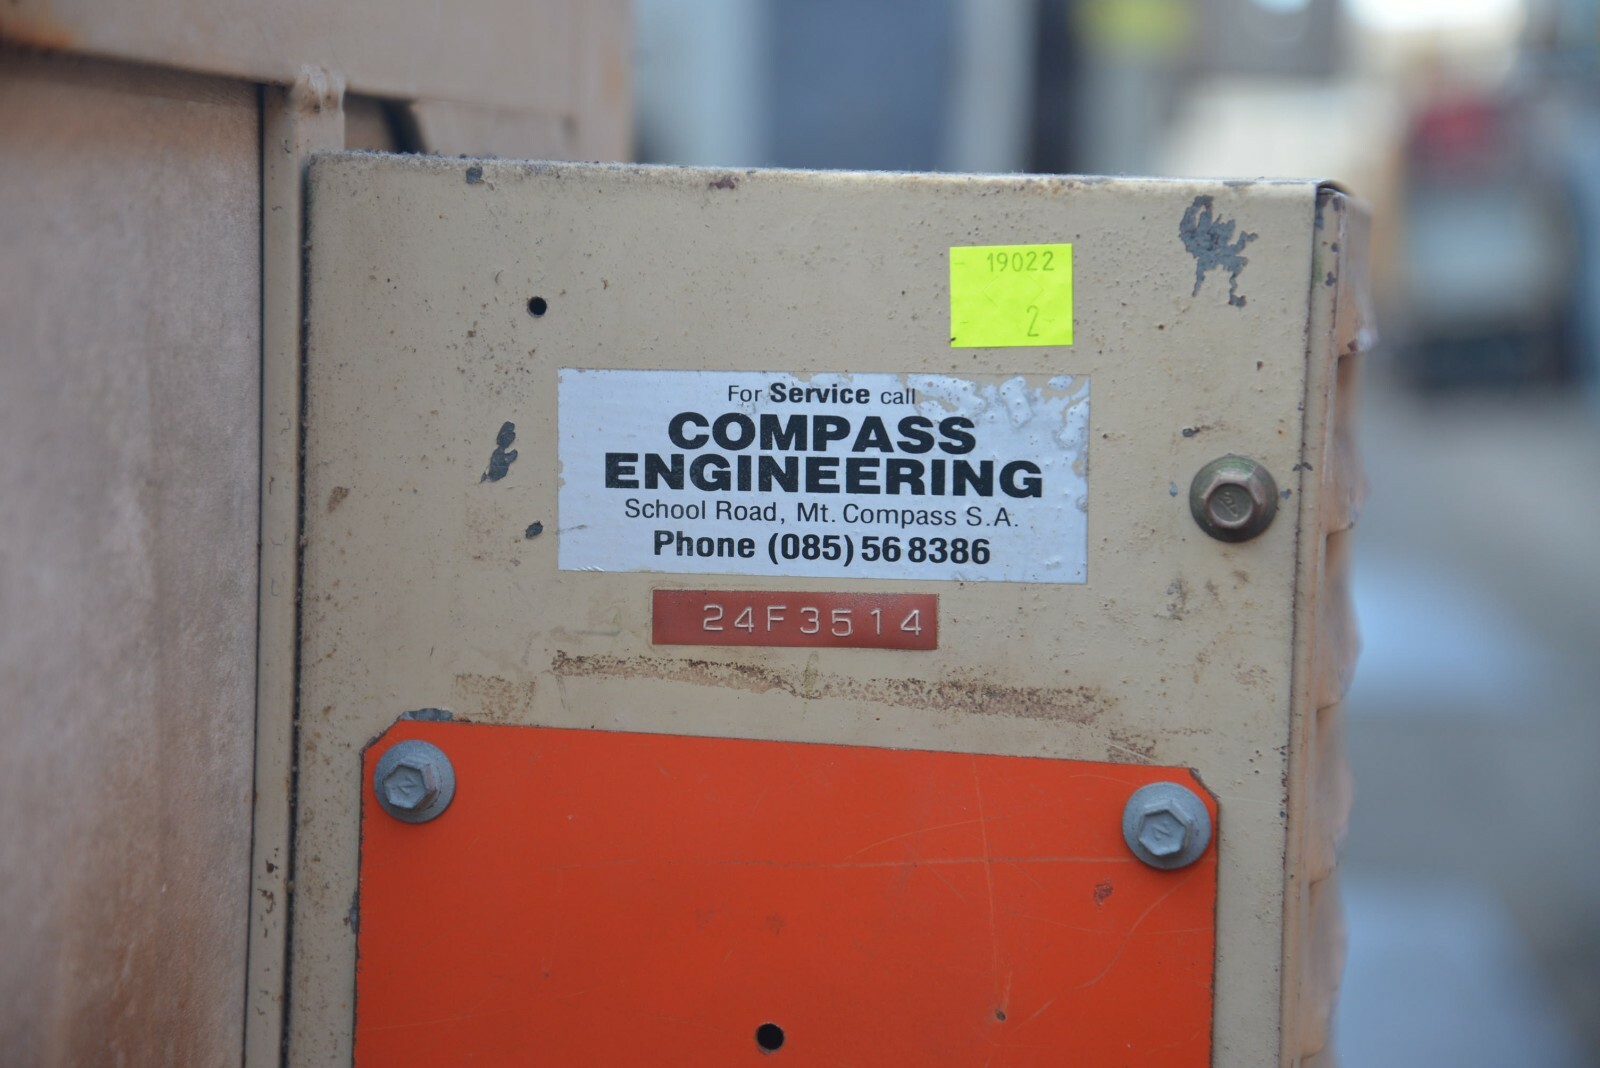 19022
2
For Service call
COMPASS
ENGINEERING
School Road, Mt. Compass S.A.
Phone (085) 56 8386
24F3514